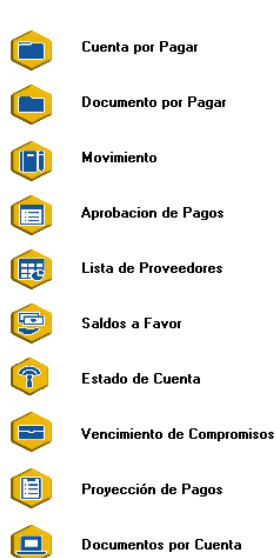 Cuenta por Pagar
Documento por Pagar
Movimiento
Aprobacion de Pagos
Lista de Proveedores
Saldos a Favor
Estado de Cuenta
Vencimiento de Compromisos
Proyección de Pagos
Documentos por Cuenta